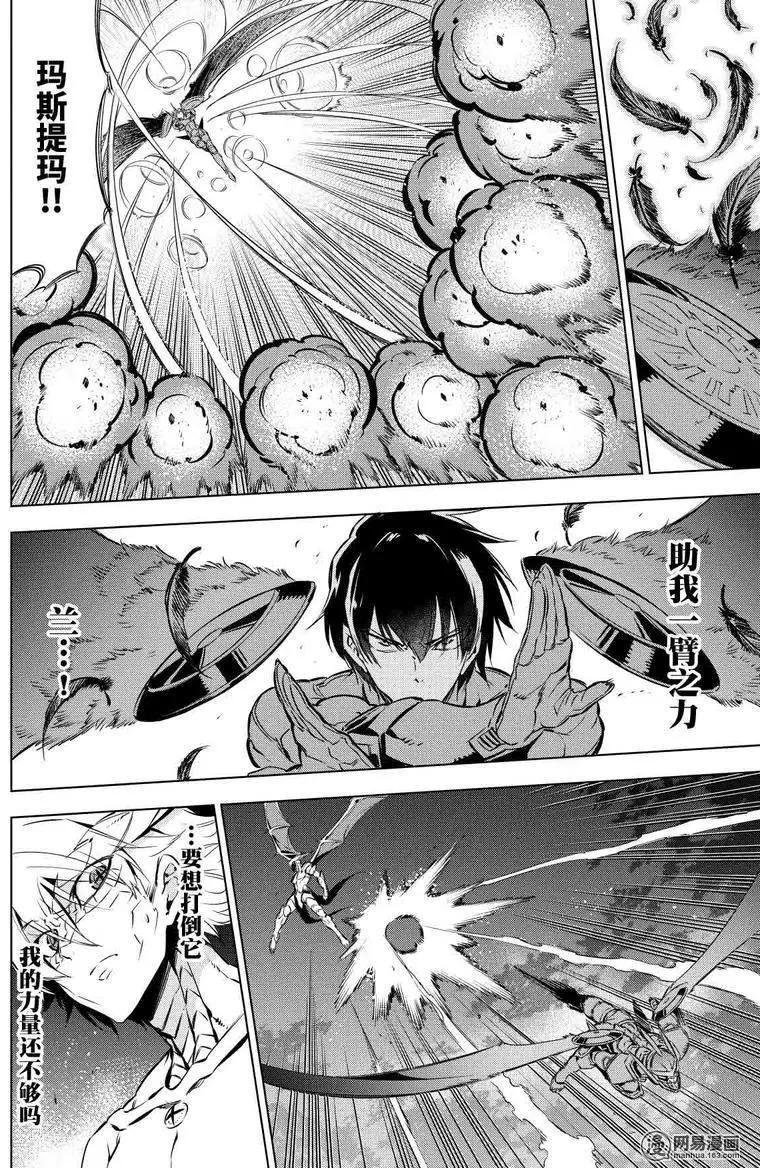 玛斯提玛!!
助我一臂之力
兰…!
…要想打倒它
我的力量还不够吗
漫 网易漫画
manhua.163.com